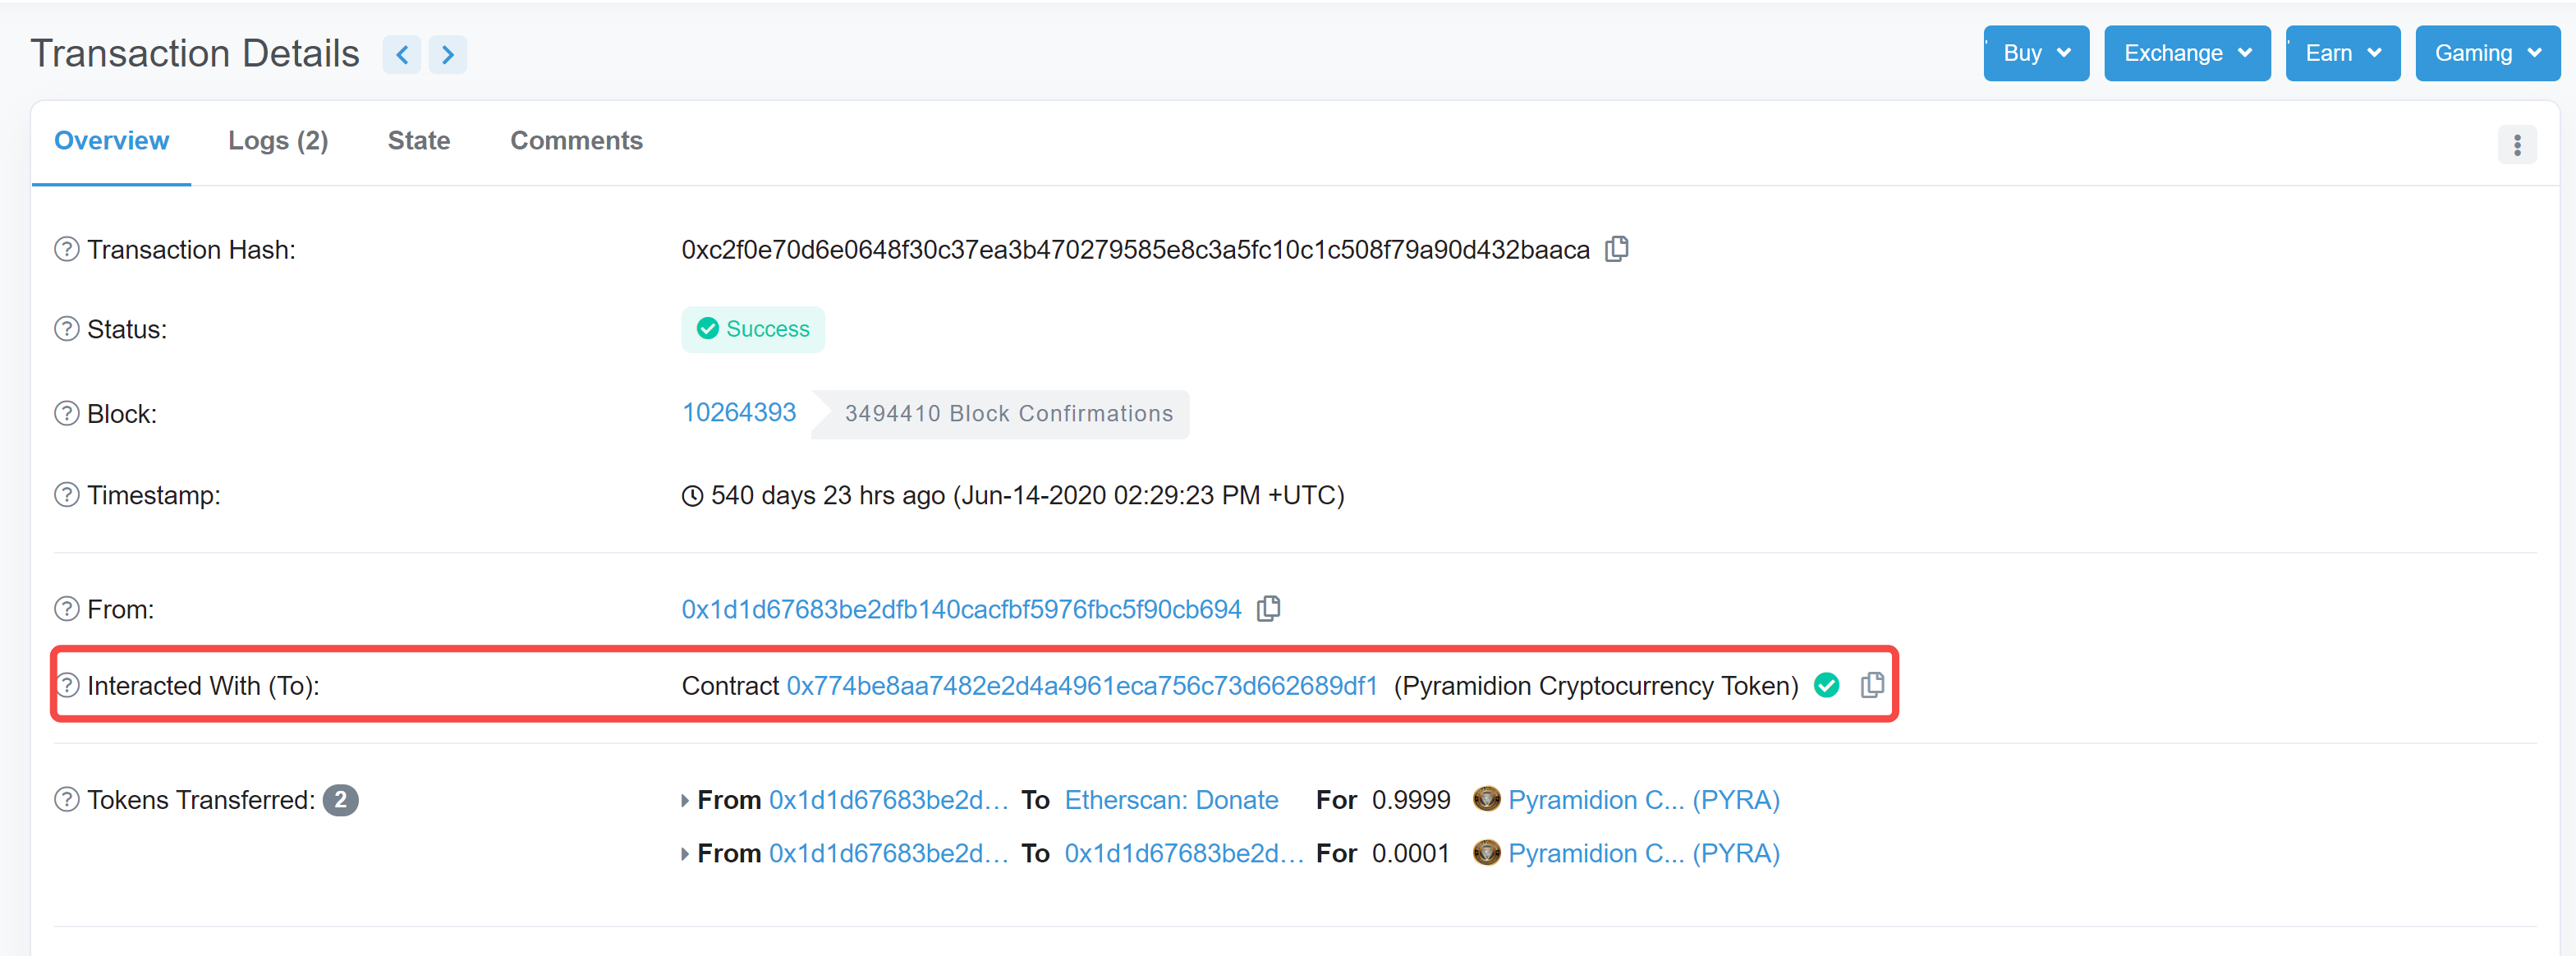 Transaction Details
Buy Exchange Earn Gaming
Overview Logs (2) State Comments
Transaction Hash: 0xc2f0e70d6e0648f30c37ea3b470279585e8c3a5fc10c1c508f79a90d432baaca
Status: Success
Block: 10264393 3494410 Block Confirmations
Timestamp: 540 days 23 hrs ago (Jun-14-2020 02:29:23 PM +UTC)
From: 0x1d1d67683be2dfb140cacfbf5976fbc5f90cb694
Interacted With (To): Contract 0x774be8aa7482e2d4a4961eca756c73d662689df1 (Pyramidion Cryptocurrency Token)
Tokens Transferred: 2 From 0x1d1d67683be2d... To Etherscan: Donate For 0.9999 Pyramidion C... (PYRA)
From 0x1d1d67683be2d... To 0x1d1d67683be2d... For 0.0001 Pyramidion C... (PYRA)